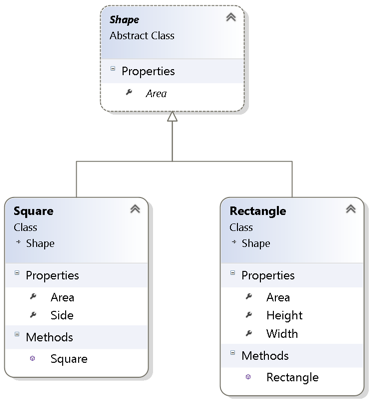 Shape
Abstract Class
Properties
Area
Square
Class
Shape
Properties
Area
Side
Methods
Square
Rectangle
Class
Shape
Properties
Area
Height
Width
Methods
Rectangle